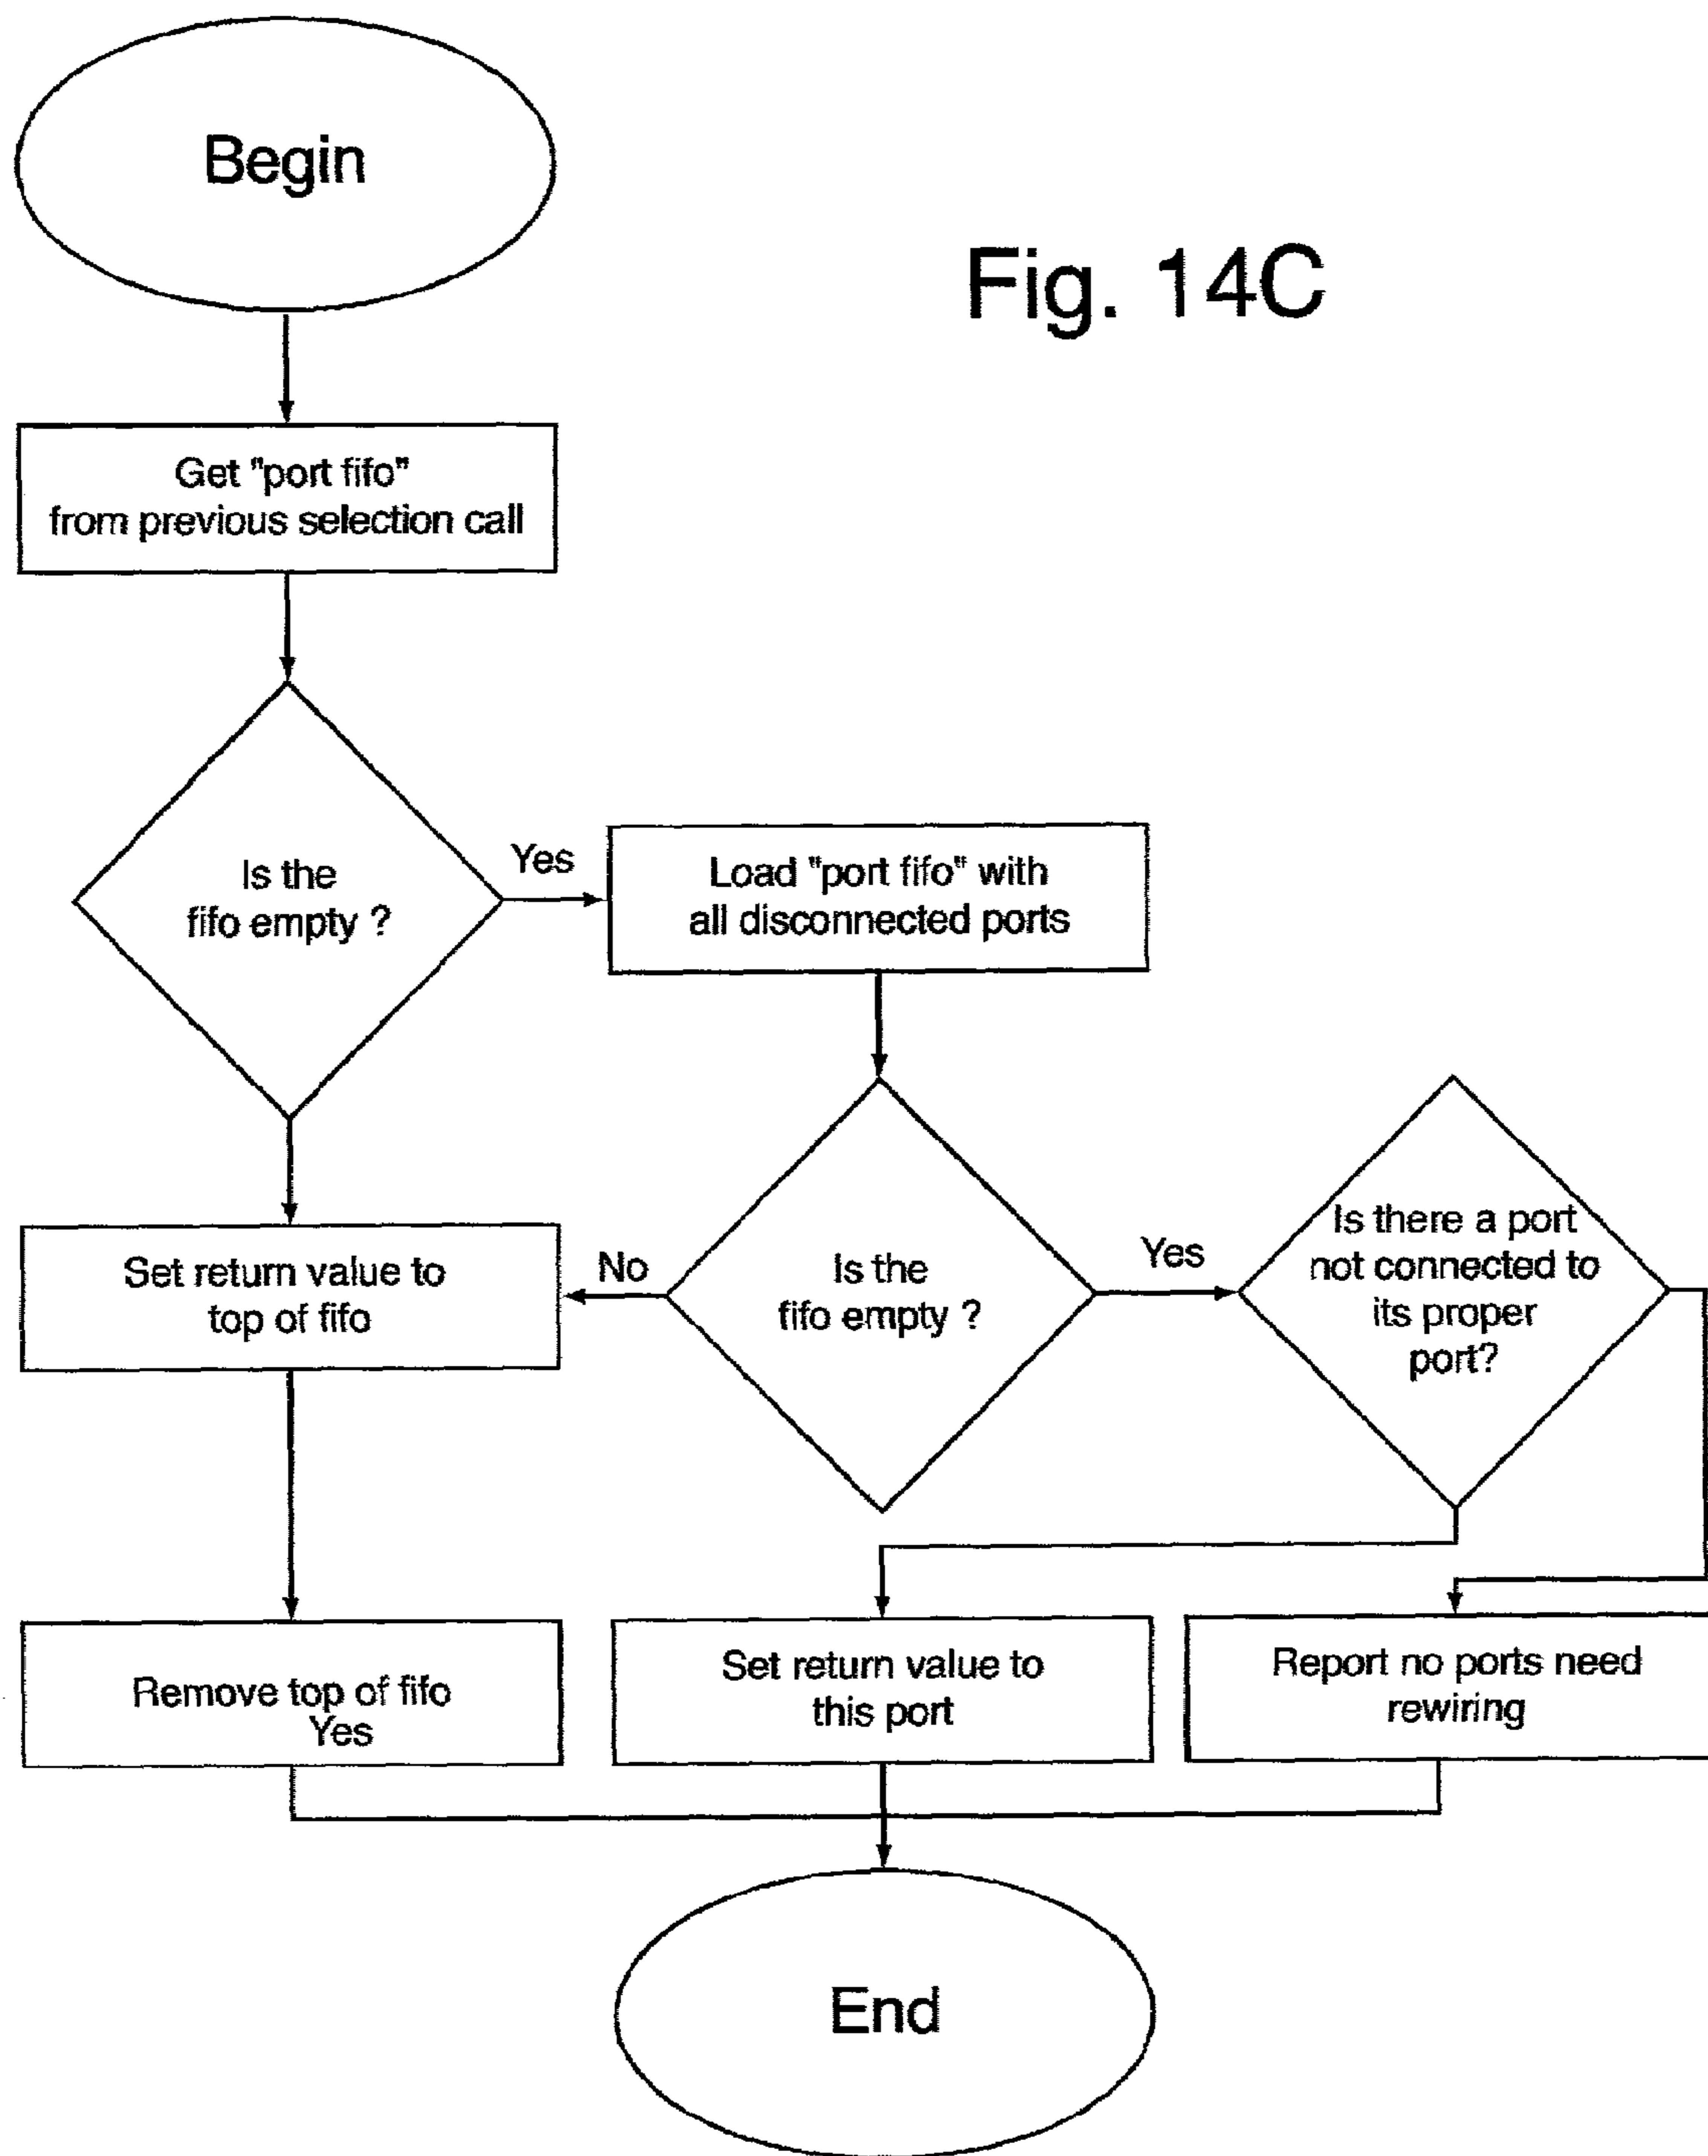 Begin
Fig. 14C
Get "port fifo"
from previous selection call
Is the
fifo empty ?
Yes
Load "port fifo" with
all disconnected ports
Set return value to
top of fifo
No
Is the
fifo empty ?
Yes
Is there a port
not connected to
its proper
port?
Remove top of fifo
Yes
Set return value to
this port
Report no ports need
rewiring
End